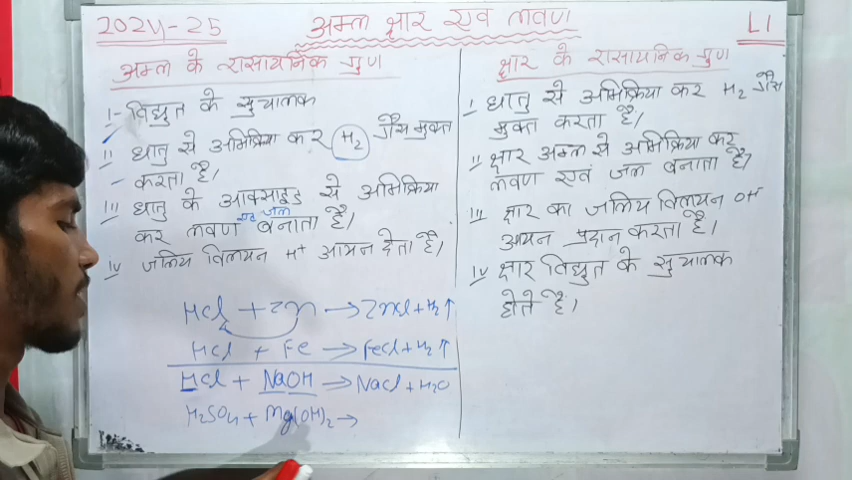 2024-25
अम्ल क्षार एवं लवण
L1
अम्ल के रासायनिक गुण
I- विद्युत के सुचालक
II धातु से अभिक्रिया कर H2 गैस मुक्त
करता है।
III धातु के आक्साइड से अभिक्रिया
कर लवण एवं जल बनाता है।
IV जलिय विलयन H+ आयन देता है।
HCl + Zn → ZnCl + H2↑
HCl + Fe → FeCl + H2↑
HCl + NaOH → NaCl + H2O
H2SO4 + Mg(OH)2 →
क्षार के रासायनिक गुण
I धातु से अभिक्रिया कर H2 गैस
मुक्त करता है।
II क्षार अम्ल से अभिक्रिया कर
लवण एवं जल बनाता है।
III क्षार का जलिय विलयन OH-
आयन प्रदान करता है।
IV क्षार विद्युत के सुचालक
होते है।